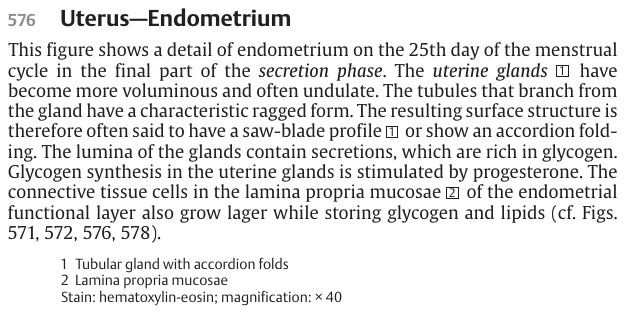 576 Uterus—Endometrium
This figure shows a detail of endometrium on the 25th day of the menstrual
cycle in the final part of the secretion phase. The uterine glands 1 have
become more voluminous and often undulate. The tubules that branch from
the gland have a characteristic ragged form. The resulting surface structure is
therefore often said to have a saw-blade profile 1 or show an accordion fold-
ing. The lumina of the glands contain secretions, which are rich in glycogen.
Glycogen synthesis in the uterine glands is stimulated by progesterone. The
connective tissue cells in the lamina propria mucosae 2 of the endometrial
functional layer also grow lager while storing glycogen and lipids (cf. Figs.
571, 572, 576, 578).
1 Tubular gland with accordion folds
2 Lamina propria mucosae
Stain: hematoxylin-eosin; magnification: × 40